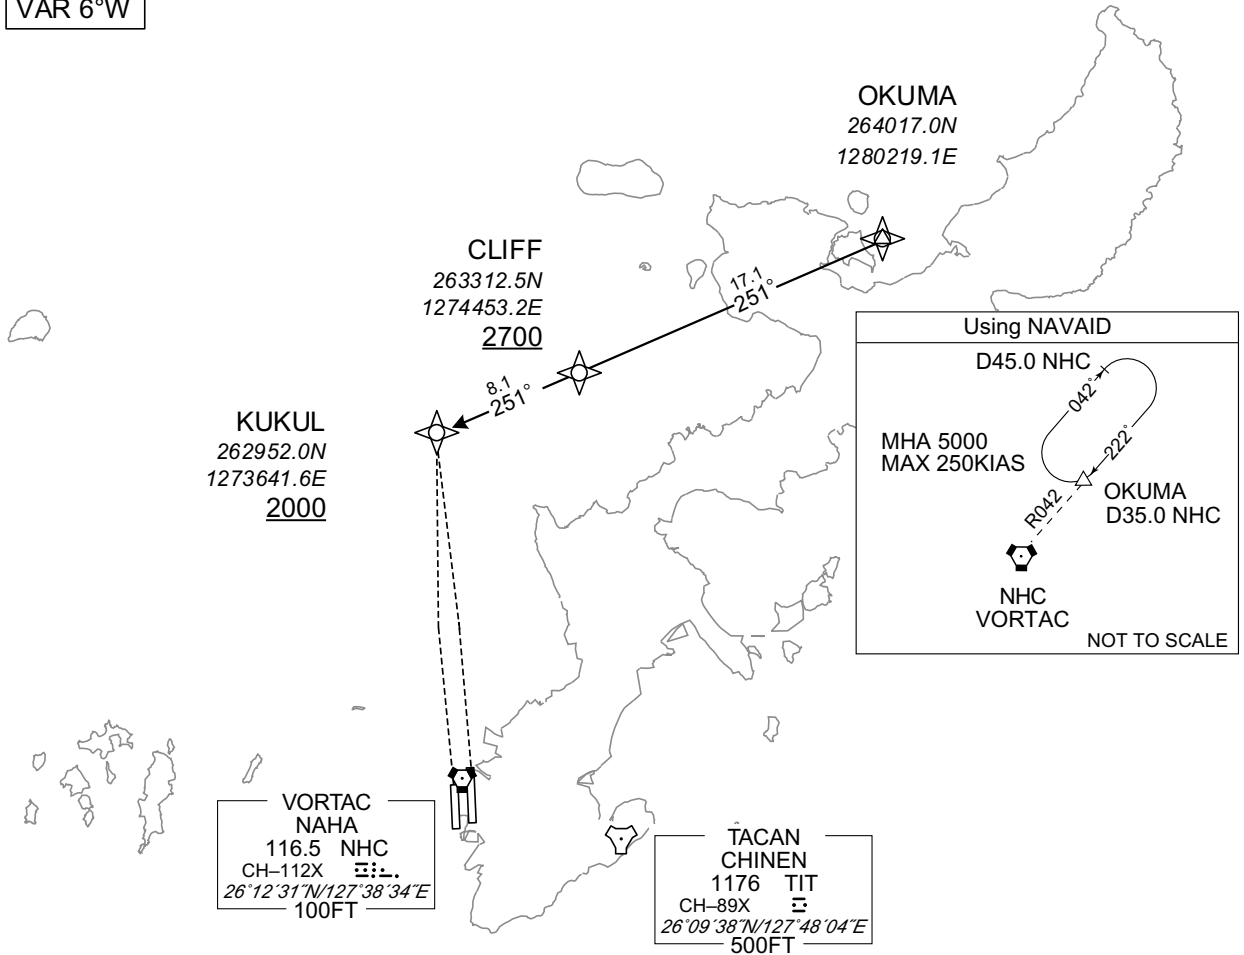 VAR 6°W
OKUMA
264017.0N
1280219.1E
CLIFF
263312.5N
1274453.2E
2700
17.1
251°
8.1
251°
KUKUL
262952.0N
1273641.6E
2000
Using NAVAID
D45.0 NHC
042°
222°
MHA 5000
MAX 250KIAS
OKUMA
D35.0 NHC
R042
NHC
VORTAC
NOT TO SCALE
VORTAC
NAHA
116.5 NHC
CH–112X
26°12´31˝N/127°38´34˝E
100FT
TACAN
CHINEN
1176 TIT
CH–89X
26°09´38˝N/127°48´04˝E
500FT